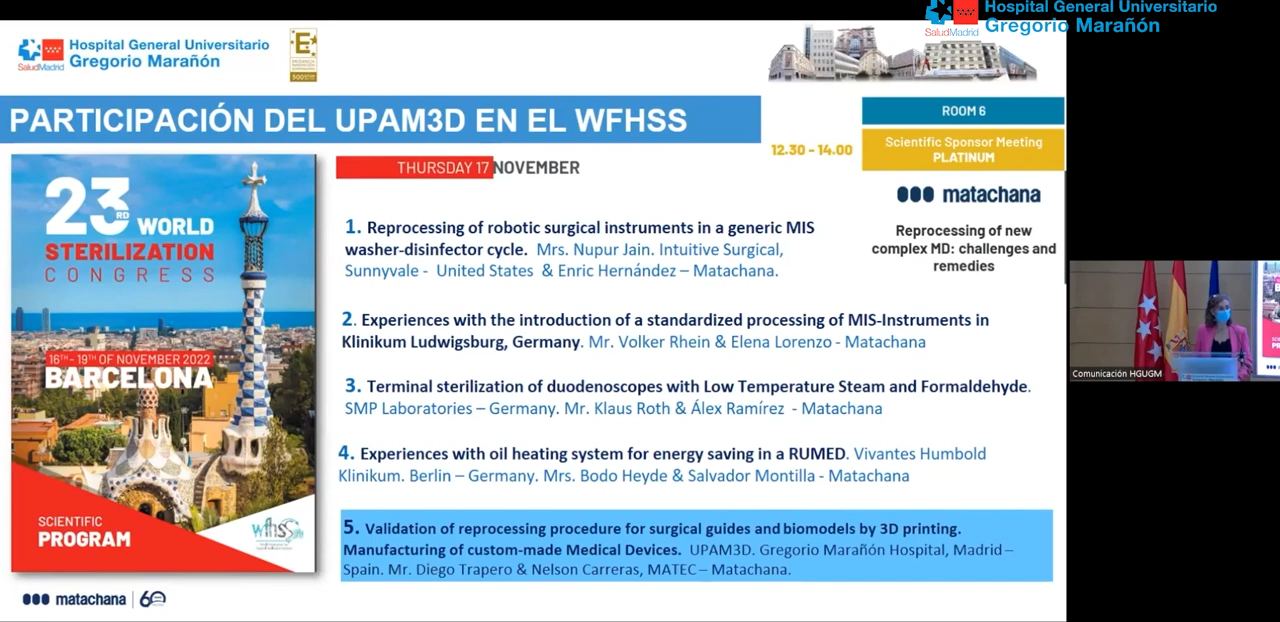 Hospital General Universitario
Gregorio Marañón
SaludMadrid
Hospital General Universitario
Gregorio Marañón
SaludMadrid
500
PARTICIPACIÓN DEL UPAM3D EN EL WFHSS
12.30 - 14.00
ROOM 6
Scientific Sponsor Meeting
PLATINUM
matachana
Reprocessing of new
complex MD: challenges and
remedies
THURSDAY 17 NOVEMBER
23RD WORLD
STERILIZATION
CONGRESS
16TH - 19TH OF NOVEMBER 2022
BARCELONA
SCIENTIFIC
PROGRAM
wfhss
1. Reprocessing of robotic surgical instruments in a generic MIS
washer-disinfector cycle. Mrs. Nupur Jain. Intuitive Surgical,
Sunnyvale - United States & Enric Hernández – Matachana.
2. Experiences with the introduction of a standardized processing of MIS-Instruments in
Klinikum Ludwigsburg, Germany. Mr. Volker Rhein & Elena Lorenzo - Matachana
3. Terminal sterilization of duodenoscopes with Low Temperature Steam and Formaldehyde.
SMP Laboratories – Germany. Mr. Klaus Roth & Álex Ramírez - Matachana
4. Experiences with oil heating system for energy saving in a RUMED. Vivantes Humbold
Klinikum. Berlin – Germany. Mrs. Bodo Heyde & Salvador Montilla - Matachana
5. Validation of reprocessing procedure for surgical guides and biomodels by 3D printing.
Manufacturing of custom-made Medical Devices. UPAM3D. Gregorio Marañón Hospital, Madrid –
Spain. Mr. Diego Trapero & Nelson Carreras, MATEC – Matachana.
matachana | 60
Comunicación HGUGM